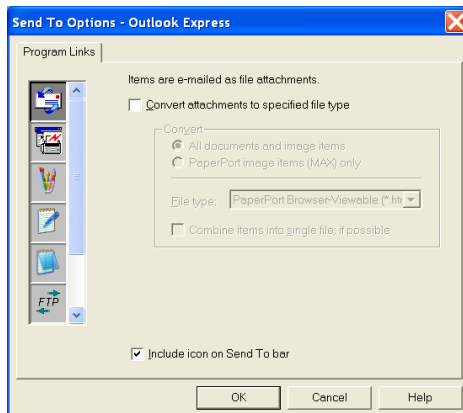 Send To Options - Outlook Express
Program Links
Items are e-mailed as file attachments.
Convert attachments to specified file type
Convert
All documents and image items
PaperPort image items (MAX) only
File type: PaperPort Browser-Viewable (*.htr
Combine items into single file, if possible
FTP
Include icon on Send To bar
OK Cancel Help